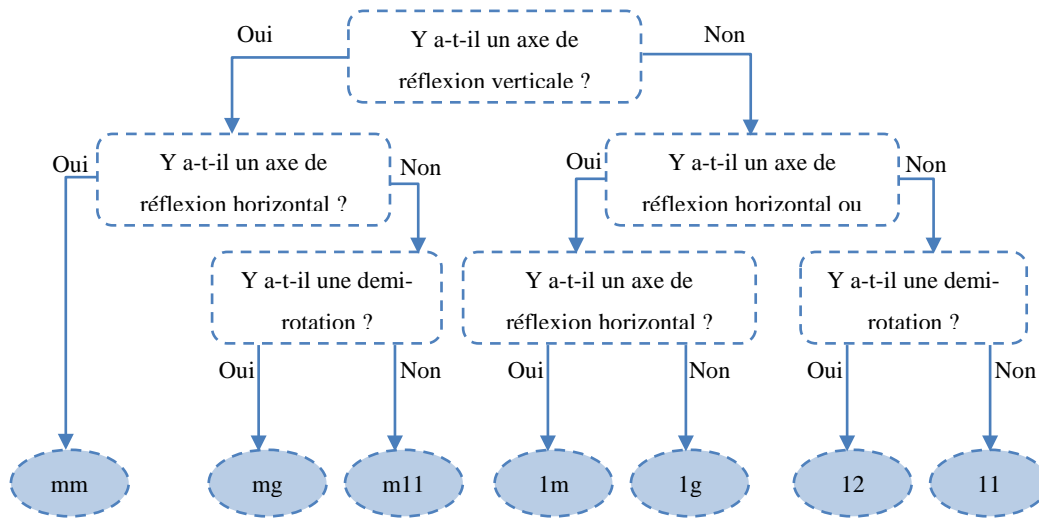 Oui
Y a-t-il un axe de
réflexion verticale ?
Non
Oui
Y a-t-il un axe de
réflexion horizontal ?
Non
Oui
Y a-t-il un axe de
réflexion horizontal ou
Non
Y a-t-il une demi-
rotation ?
Y a-t-il un axe de
réflexion horizontal ?
Y a-t-il une demi-
rotation ?
Oui
Non
Oui
Non
Oui
Non
mm
mg
m11
1m
1g
12
11